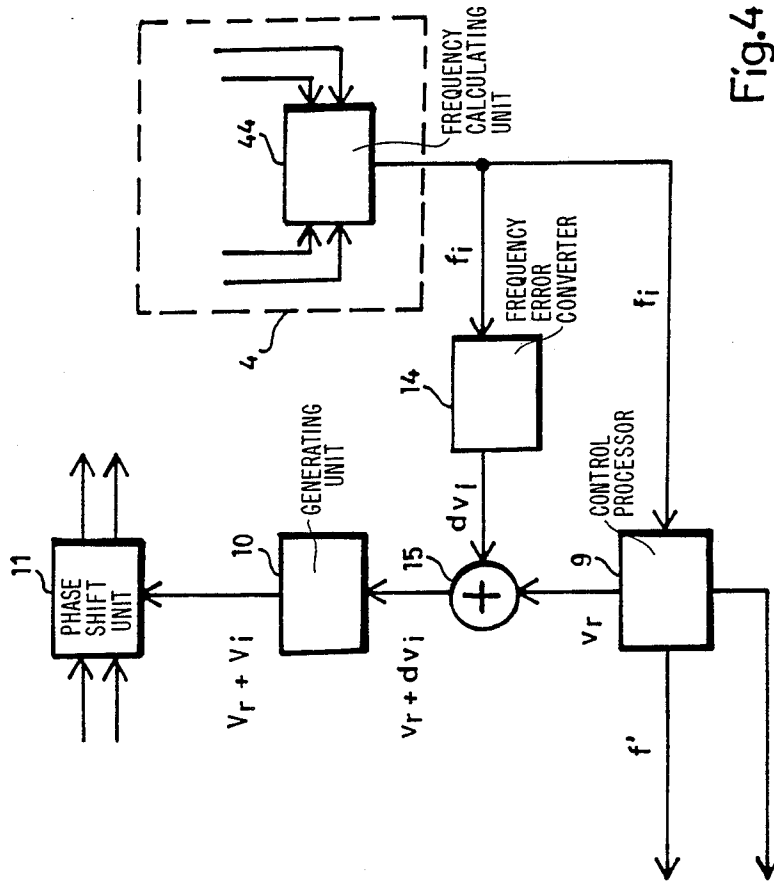 11
PHASE
SHIFT
UNIT
Vr + Vi
10
GENERATING
UNIT
vr + dvi
15
+
dvi
14
FREQUENCY
ERROR
CONVERTER
fi
4
44
FREQUENCY
CALCULATING
UNIT
vr
9
CONTROL
PROCESSOR
f'
fi
Fig.4